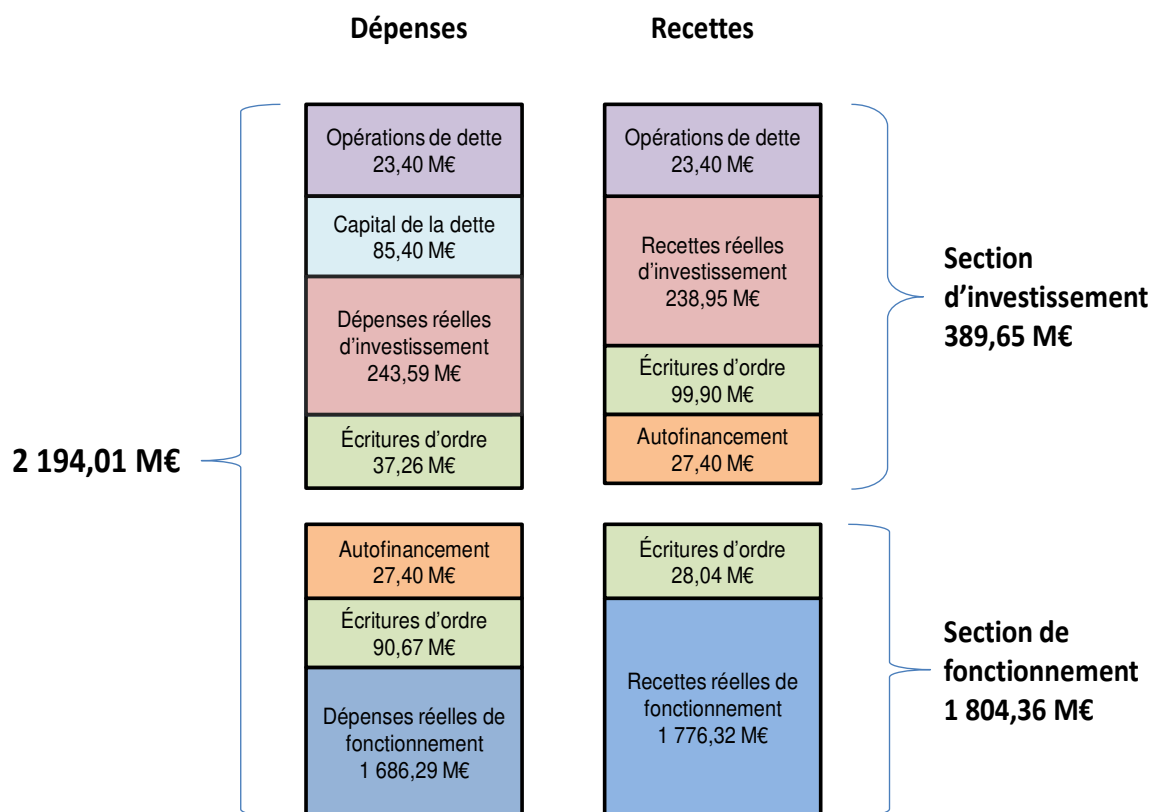 Dépenses
Recettes
Opérations de dette
23,40 M€
Capital de la dette
85,40 M€
Dépenses réelles
d'investissement
243,59 M€
Écritures d'ordre
37,26 M€
Opérations de dette
23,40 M€
Recettes réelles
d'investissement
238,95 M€
Écritures d'ordre
99,90 M€
Autofinancement
27,40 M€
Section
d'investissement
389,65 M€
2 194,01 M€
Autofinancement
27,40 M€
Écritures d'ordre
90,67 M€
Dépenses réelles de
fonctionnement
1 686,29 M€
Écritures d'ordre
28,04 M€
Recettes réelles de
fonctionnement
1 776,32 M€
Section de
fonctionnement
1 804,36 M€